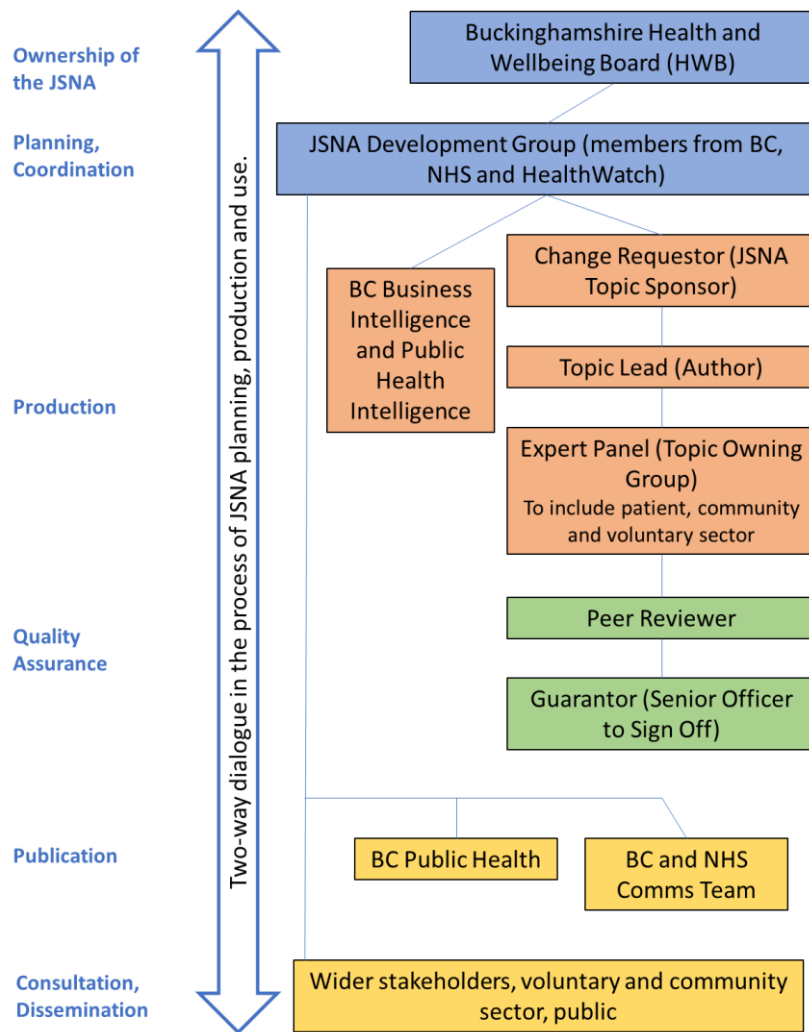 Ownership of
the JSNA
Buckinghamshire Health and
Wellbeing Board (HWB)
Planning,
Coordination
JSNA Development Group (members from BC,
NHS and HealthWatch)
Two-way dialogue in the process of JSNA planning, production and use.
Production
BC Business
Intelligence
and Public
Health
Intelligence
Change Requestor (JSNA
Topic Sponsor)
Topic Lead (Author)
Expert Panel (Topic Owning
Group)
To include patient, community
and voluntary sector
Quality
Assurance
Peer Reviewer
Guarantor (Senior Officer
to Sign Off)
Publication
BC Public Health
BC and NHS
Comms Team
Consultation,
Dissemination
Wider stakeholders, voluntary and community
sector, public